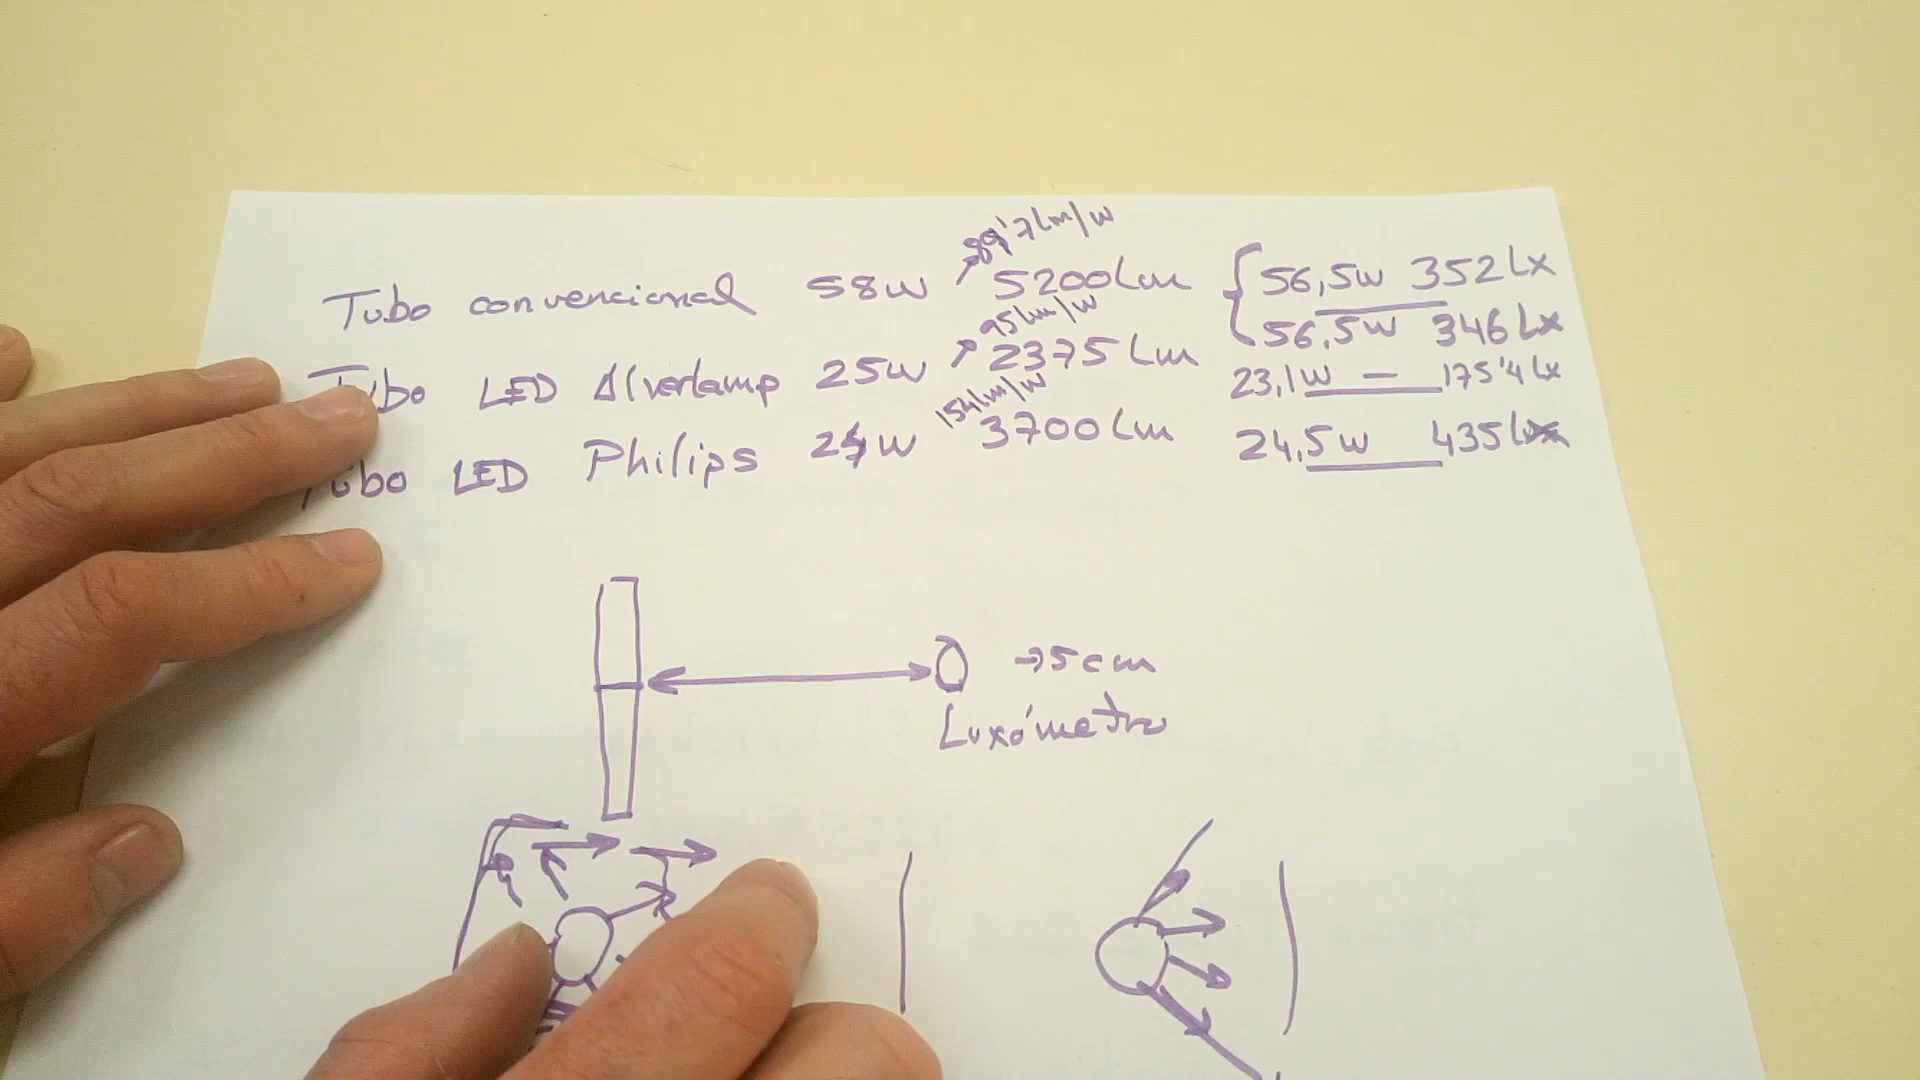 89'7Lm/w
Tubo convencional 58w 5200Lm 56,5w 352Lx
95Lm/w
56,5w 346Lx
Tubo LED Alverlamp 25w 2375Lm 23,1w — 175'4Lx
154Lm/w
Tubo LED Philips 24w 3700Lm 24,5w 435Lx
→5cm
Luxómetro